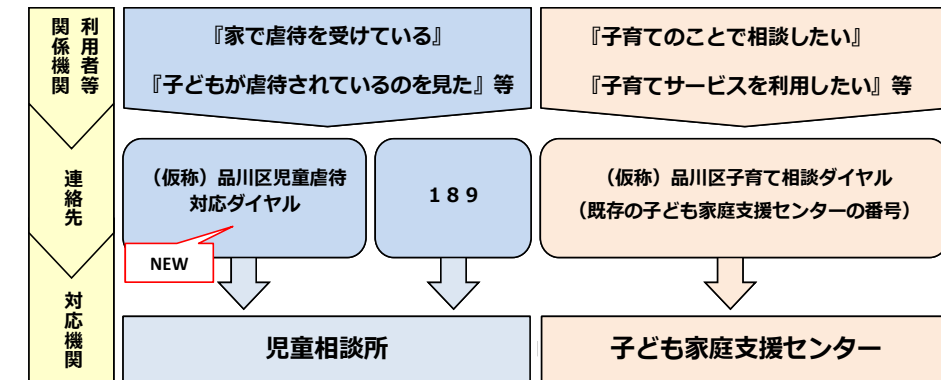 利用者等
関係機関
『家で虐待を受けている』
『子どもが虐待されているのを見た』等
『子育てのことで相談したい』
『子育てサービスを利用したい』等
連絡先
（仮称）品川区児童虐待
対応ダイヤル
NEW
１８９
（仮称）品川区子育て相談ダイヤル
（既存の子ども家庭支援センターの番号）
対応機関
児童相談所
子ども家庭支援センター